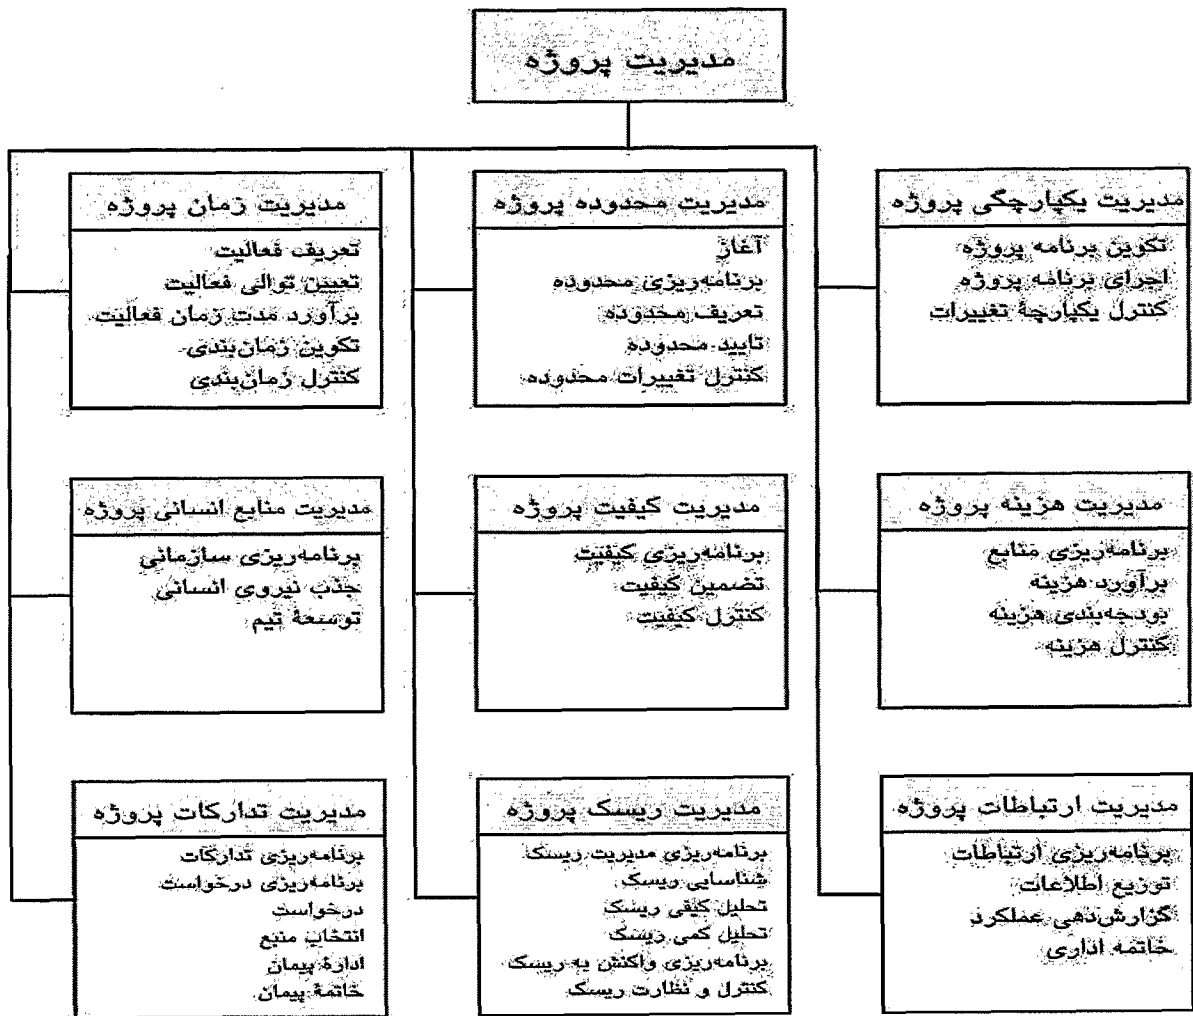 مدیریت پروژه
مدیریت یکپارچگی پروژه
تکوین برنامه پروژه
اجرای برنامه پروژه
کنترل یکپارچۀ تغییرات
مدیریت محدوده پروژه
آغاز
برنامه‌ریزی محدوده
تعریف محدوده
تایید محدوده
کنترل تغییرات محدوده
مدیریت زمان پروژه
تعریف فعالیت
تعیین توالی فعالیت
برآورد مدت زمان فعالیت
تکوین زمان‌بندی
کنترل زمان‌بندی
مدیریت هزینه پروژه
برنامه‌ریزی منابع
برآورد هزینه
بودجه‌بندی هزینه
کنترل هزینه
مدیریت کیفیت پروژه
برنامه‌ریزی کیفیت
تضمین کیفیت
کنترل کیفیت
مدیریت منابع انسانی پروژه
برنامه‌ریزی سازمانی
جذب نیروی انسانی
توسعۀ تیم
مدیریت ارتباطات پروژه
برنامه‌ریزی ارتباطات
توزیع اطلاعات
گزارش‌دهی عملکرد
خاتمه اداری
مدیریت ریسک پروژه
برنامه‌ریزی مدیریت ریسک
شناسایی ریسک
تحلیل کیفی ریسک
تحلیل کمی ریسک
برنامه‌ریزی واکنش به ریسک
کنترل و نظارت ریسک
مدیریت تدارکات پروژه
برنامه‌ریزی تدارکات
برنامه‌ریزی درخواست
درخواست
انتخاب منبع
ادارۀ پیمان
خاتمۀ پیمان